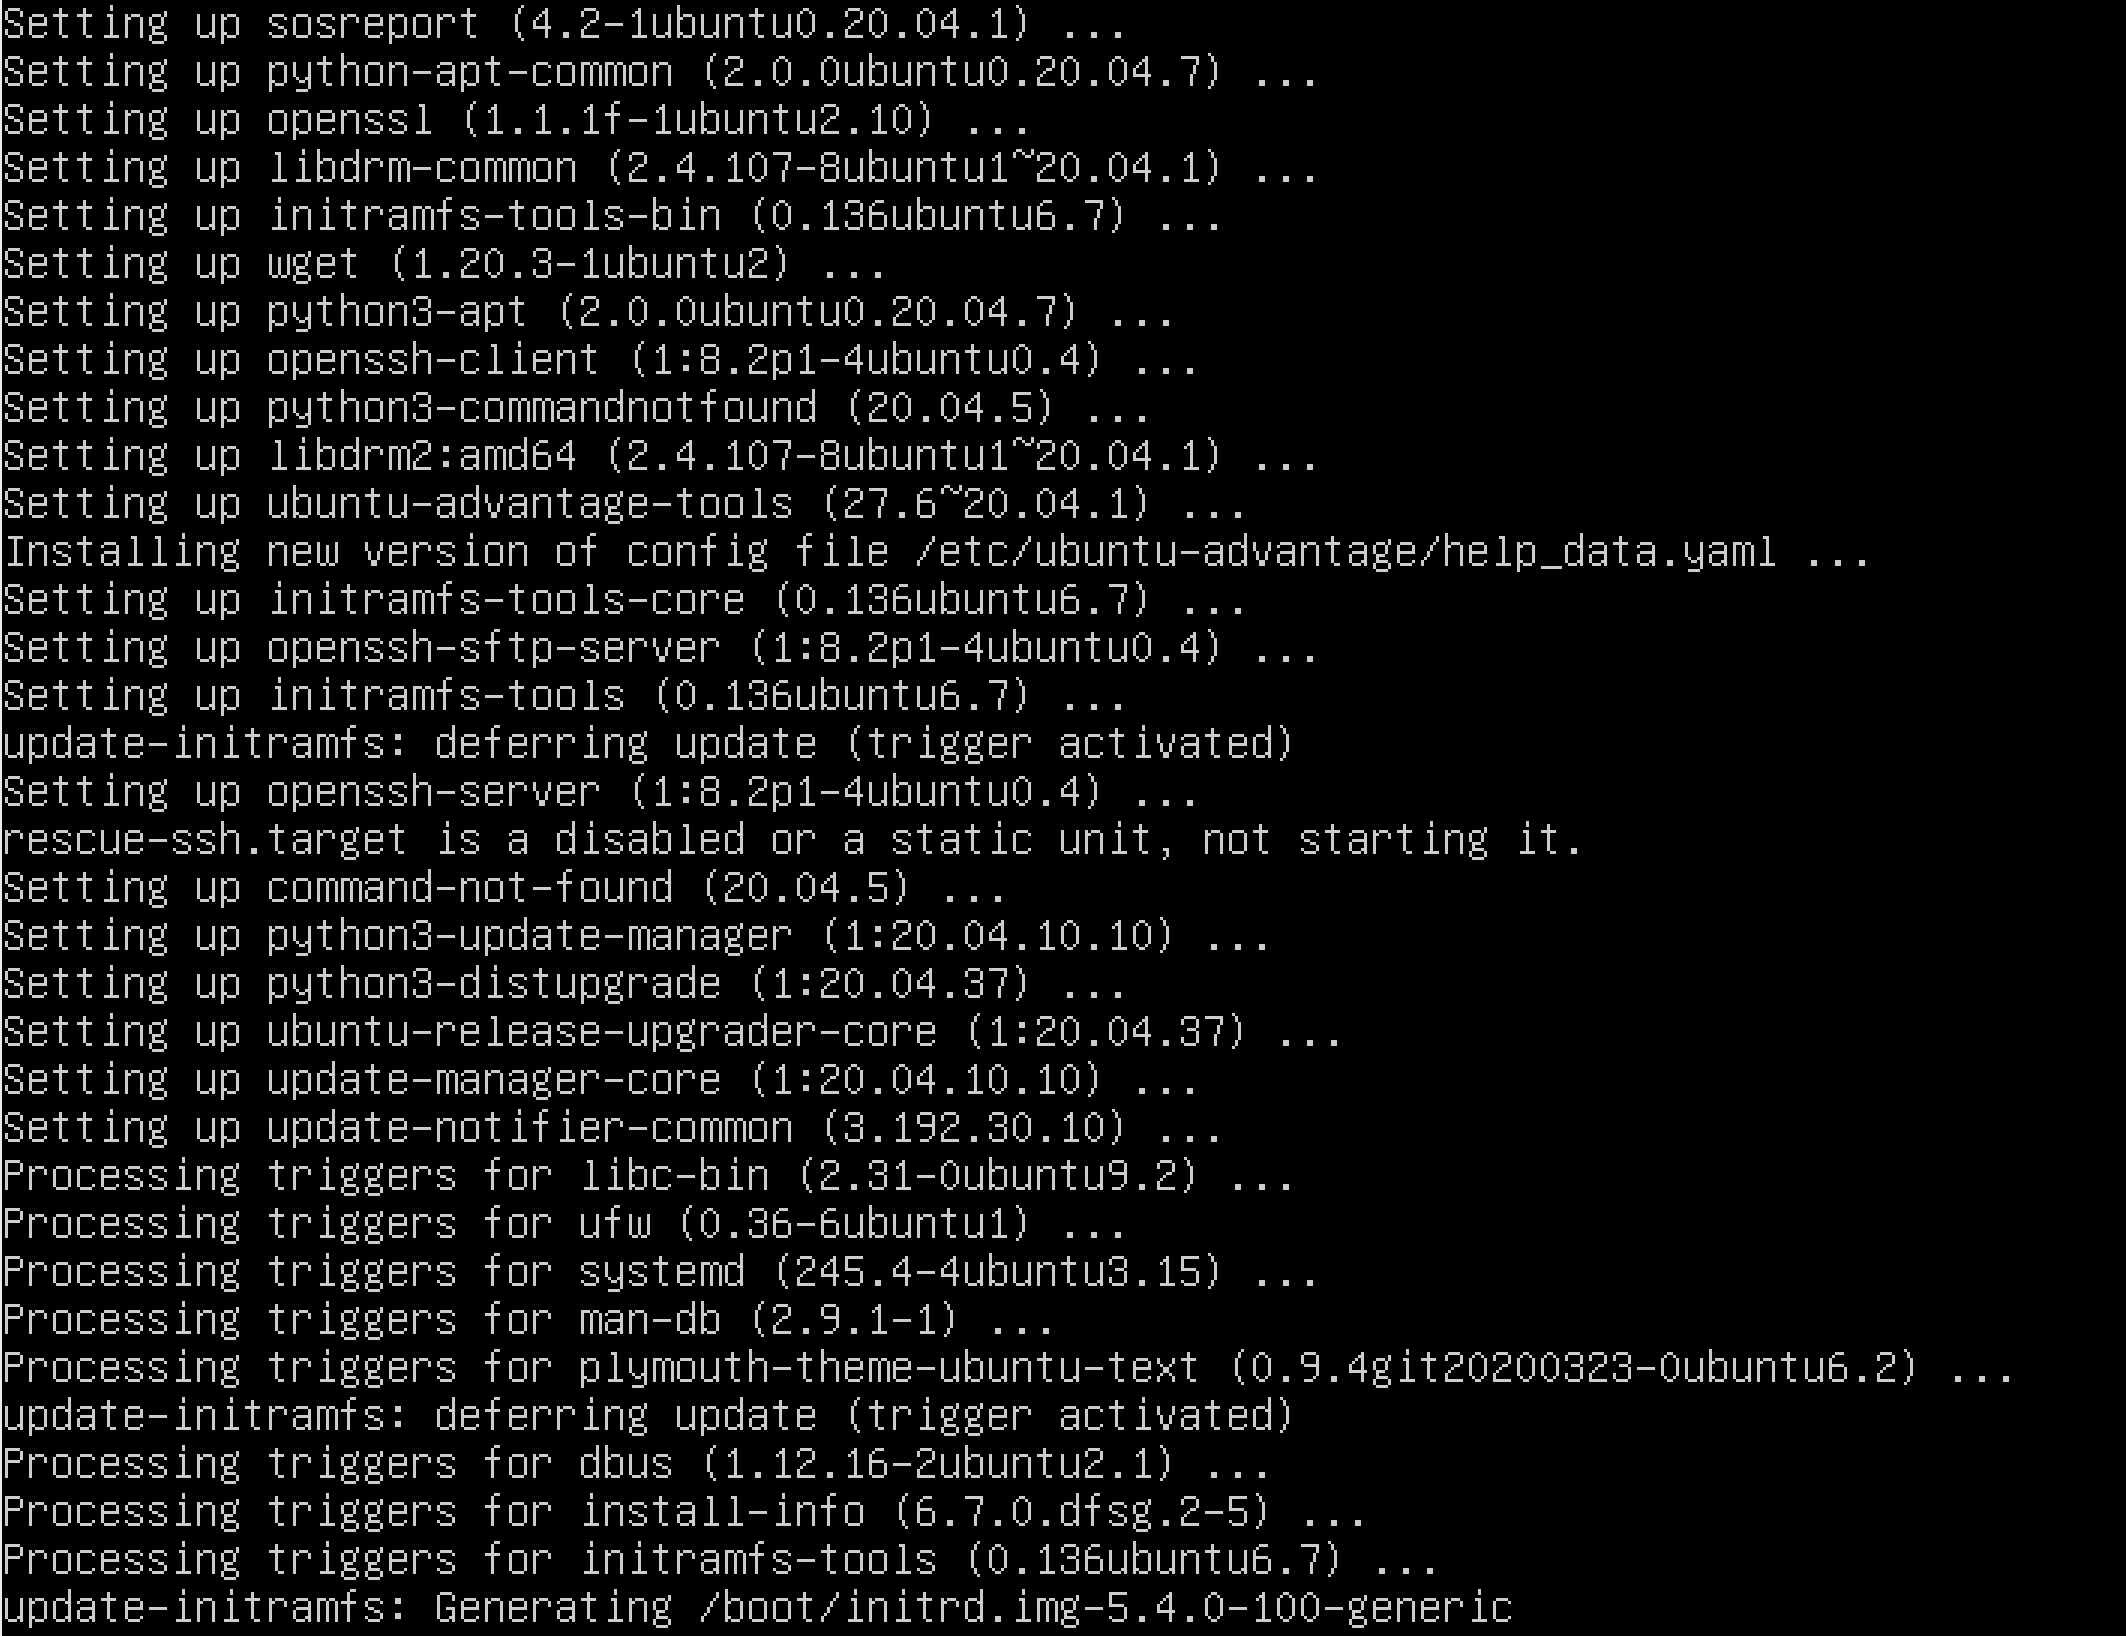 Setting up sosreport (4.2-1ubuntu0.20.04.1) ...
Setting up python-apt-common (2.0.0ubuntu0.20.04.7) ...
Setting up openssl (1.1.1f-1ubuntu2.10) ...
Setting up libdrm-common (2.4.107-8ubuntu1~20.04.1) ...
Setting up initramfs-tools-bin (0.136ubuntu6.7) ...
Setting up wget (1.20.3-1ubuntu2) ...
Setting up python3-apt (2.0.0ubuntu0.20.04.7) ...
Setting up openssh-client (1:8.2p1-4ubuntu0.4) ...
Setting up python3-commandnotfound (20.04.5) ...
Setting up libdrm2:amd64 (2.4.107-8ubuntu1~20.04.1) ...
Setting up ubuntu-advantage-tools (27.6~20.04.1) ...
Installing new version of config file /etc/ubuntu-advantage/help_data.yaml ...
Setting up initramfs-tools-core (0.136ubuntu6.7) ...
Setting up openssh-sftp-server (1:8.2p1-4ubuntu0.4) ...
Setting up initramfs-tools (0.136ubuntu6.7) ...
update-initramfs: deferring update (trigger activated)
Setting up openssh-server (1:8.2p1-4ubuntu0.4) ...
rescue-ssh.target is a disabled or a static unit, not starting it.
Setting up command-not-found (20.04.5) ...
Setting up python3-update-manager (1:20.04.10.10) ...
Setting up python3-distupgrade (1:20.04.37) ...
Setting up ubuntu-release-upgrader-core (1:20.04.37) ...
Setting up update-manager-core (1:20.04.10.10) ...
Setting up update-notifier-common (3.192.30.10) ...
Processing triggers for libc-bin (2.31-0ubuntu9.2) ...
Processing triggers for ufw (0.36-6ubuntu1) ...
Processing triggers for systemd (245.4-4ubuntu3.15) ...
Processing triggers for man-db (2.9.1-1) ...
Processing triggers for plymouth-theme-ubuntu-text (0.9.4git20200323-0ubuntu6.2) ...
update-initramfs: deferring update (trigger activated)
Processing triggers for dbus (1.12.16-2ubuntu2.1) ...
Processing triggers for install-info (6.7.0.dfsg.2-5) ...
Processing triggers for initramfs-tools (0.136ubuntu6.7) ...
update-initramfs: Generating /boot/initrd.img-5.4.0-100-generic